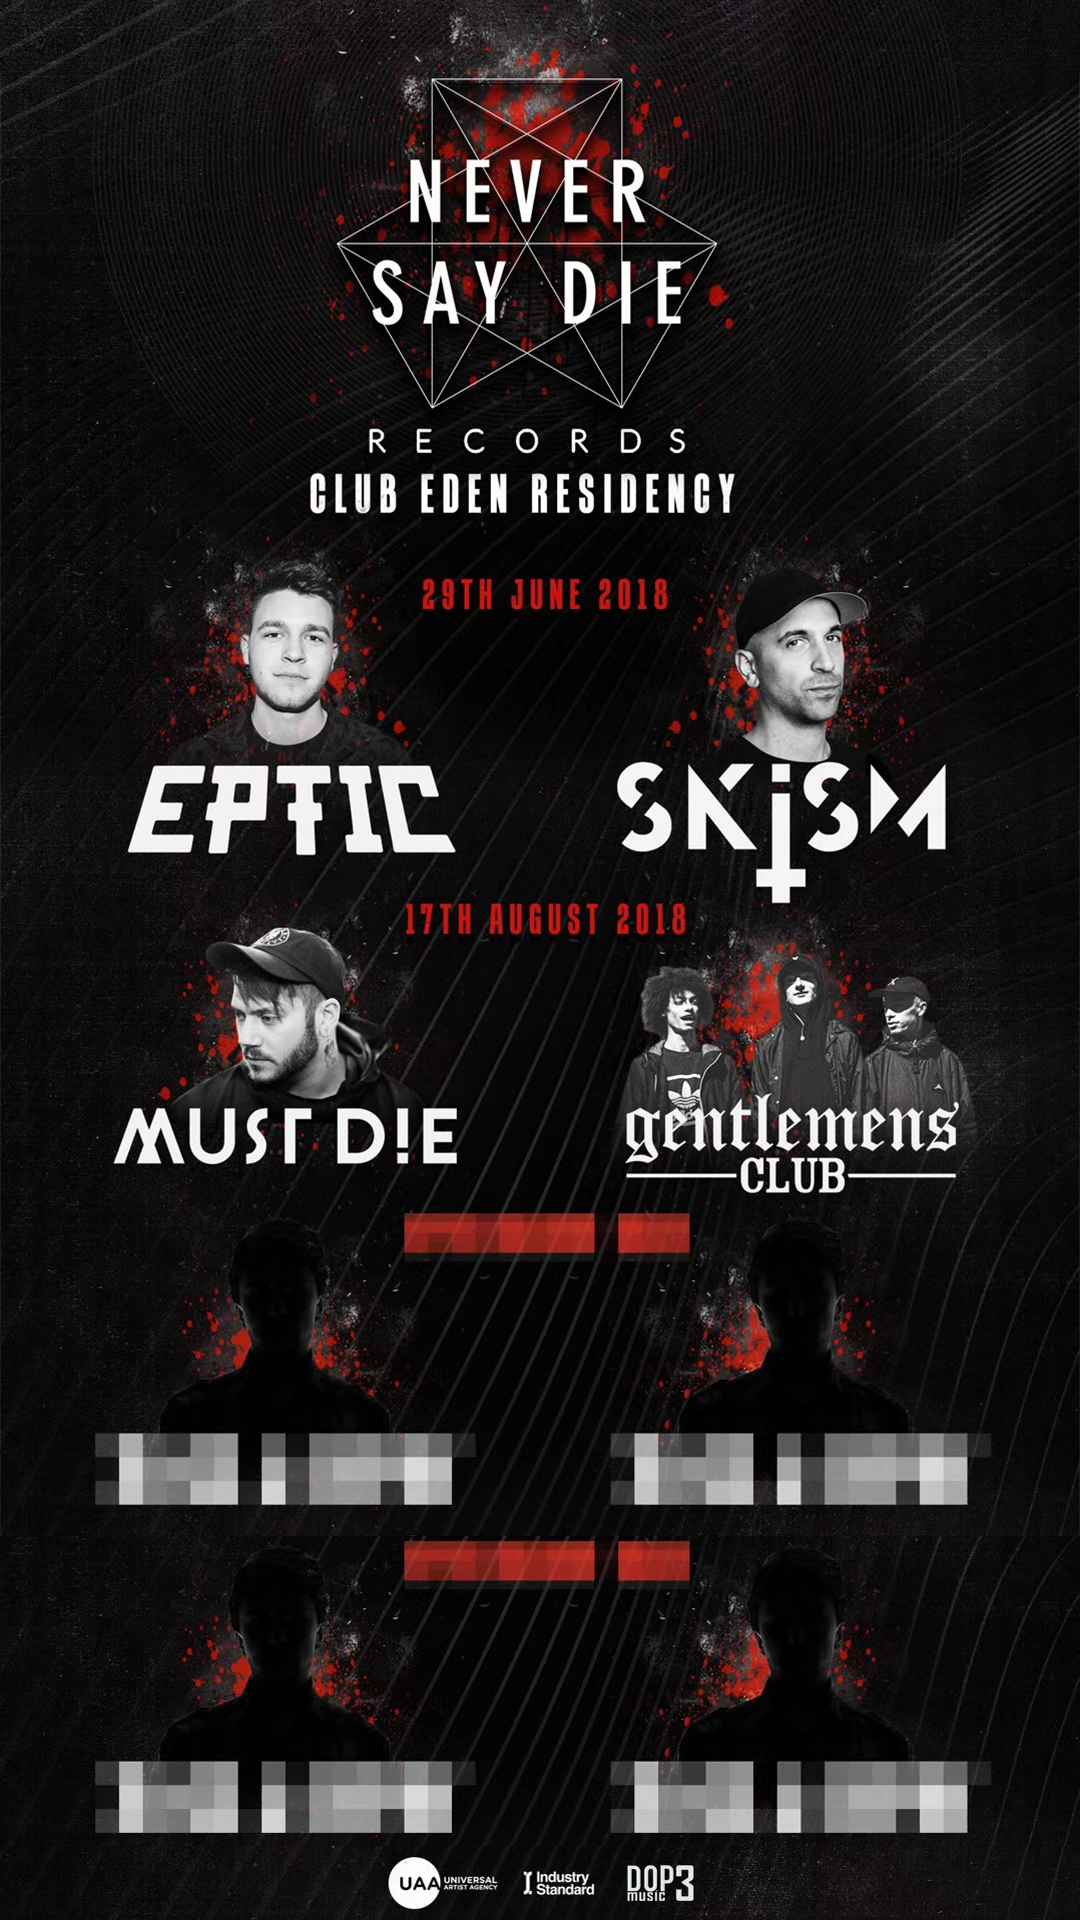 NEVER
SAY DIE
RECORDS
CLUB EDEN RESIDENCY
29TH JUNE 2018
EPTIC
SKiSM
17TH AUGUST 2018
MUST D!E
gentlemens
CLUB
UAA UNIVERSAL
ARTIST AGENCY
Industry
Standard
DOP3
MUSIC